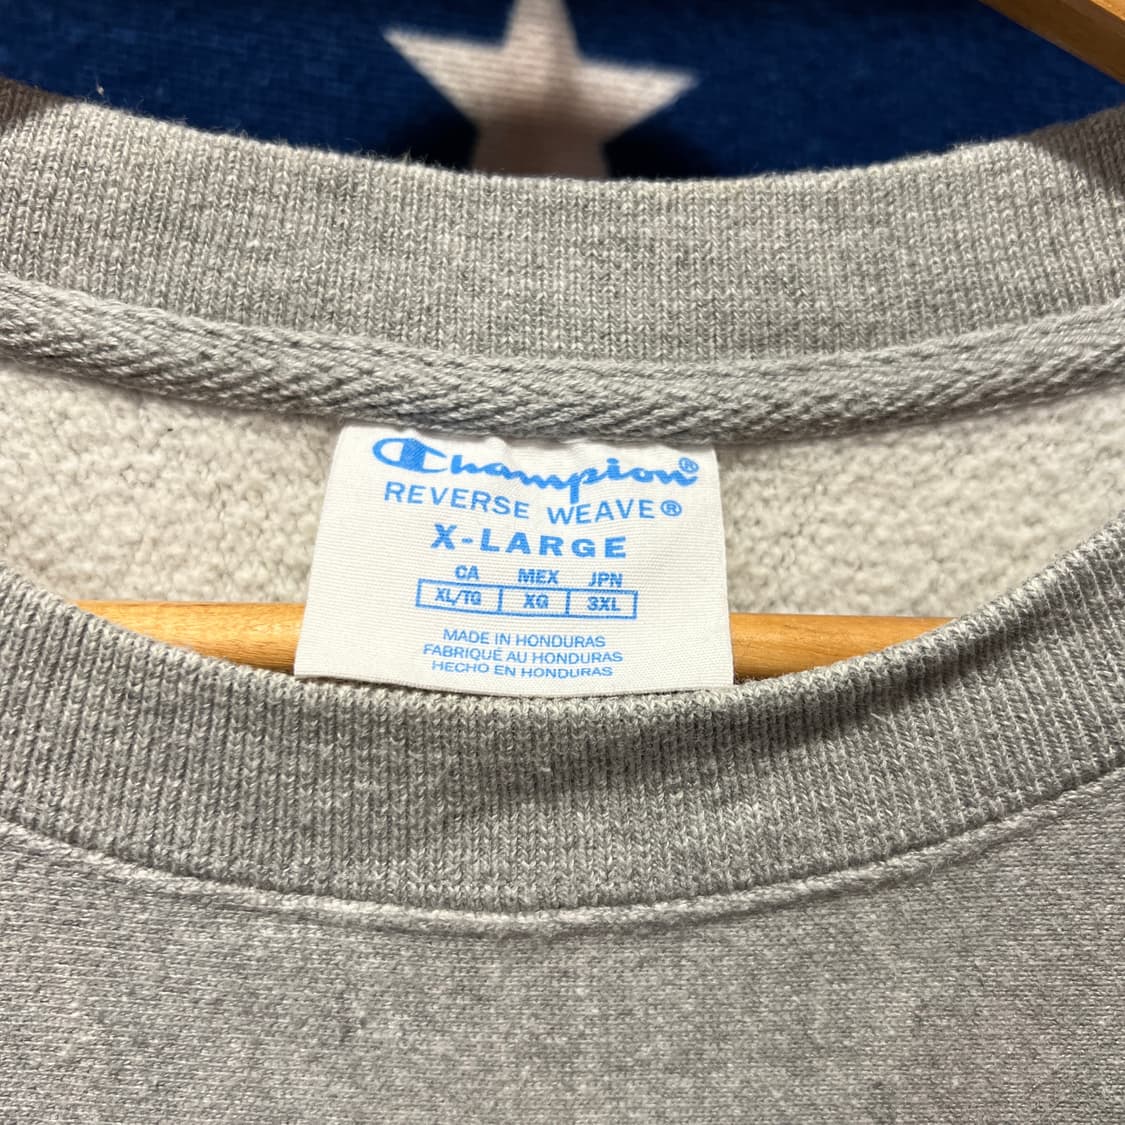 Champion®
REVERSE WEAVE®
X-LARGE
CA MEX JPN
XL/TG XG 3XL
MADE IN HONDURAS
FABRIQUÉ AU HONDURAS
HECHO EN HONDURAS